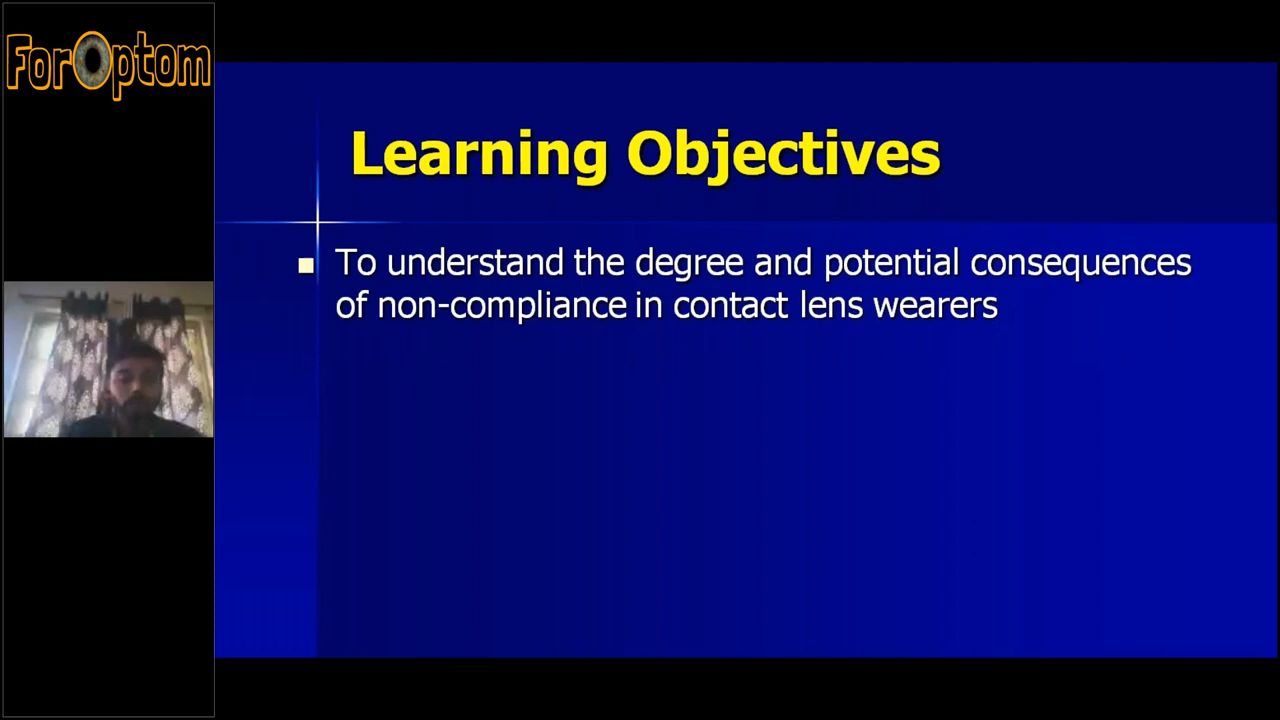 ForOptom
Learning Objectives
To understand the degree and potential consequences
of non-compliance in contact lens wearers